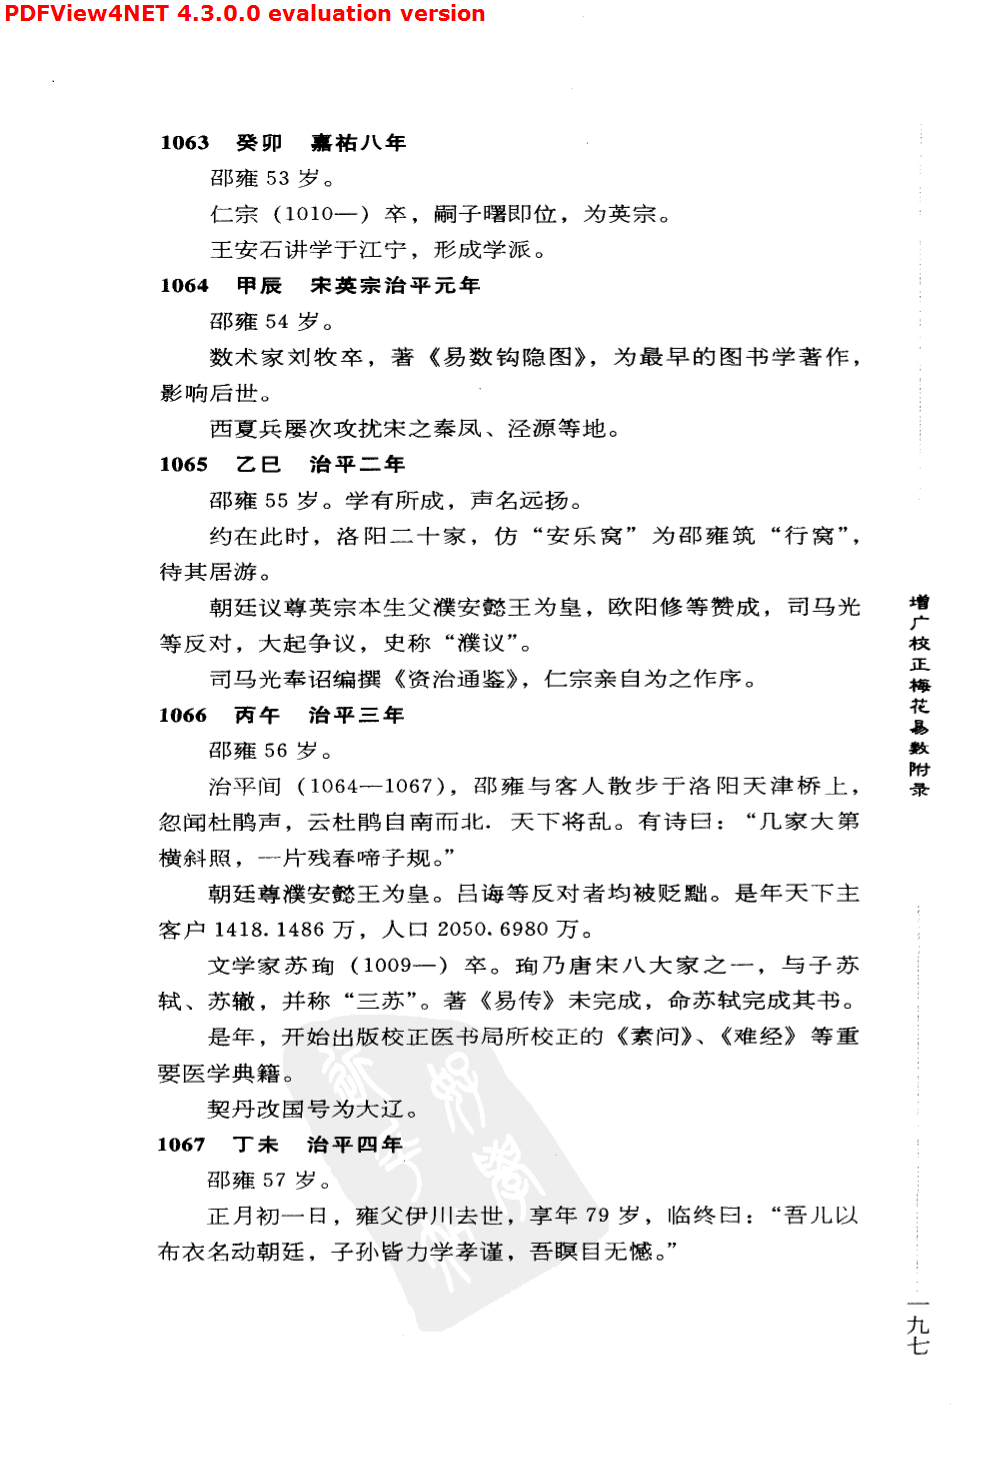 PDFView4NET 4.3.0.0 evaluation version
1063 癸卯 嘉祐八年
邵雍 53 岁。
仁宗（1010—）卒，嗣子曙即位，为英宗。
王安石讲学于江宁，形成学派。
1064 甲辰 宋英宗治平元年
邵雍 54 岁。
数术家刘牧卒，著《易数钩隐图》，为最早的图书学著作，
影响后世。
西夏兵屡次攻扰宋之秦凤、泾源等地。
1065 乙巳 治平二年
邵雍 55 岁。学有所成，声名远扬。
约在此时，洛阳二十家，仿“安乐窝”为邵雍筑“行窝”，
待其居游。
朝廷议尊英宗本生父濮安懿王为皇，欧阳修等赞成，司马光
等反对，大起争议，史称“濮议”。
司马光奉诏编撰《资治通鉴》，仁宗亲自为之作序。
1066 丙午 治平三年
邵雍 56 岁。
治平间（1064—1067），邵雍与客人散步于洛阳天津桥上，
忽闻杜鹃声，云杜鹃自南而北．天下将乱。有诗曰：“几家大第
横斜照，一片残春啼子规。”
朝廷尊濮安懿王为皇。吕诲等反对者均被贬黜。是年天下主
客户 1418.1486 万，人口 2050.6980 万。
文学家苏珣（1009—）卒。珣乃唐宋八大家之一，与子苏
轼、苏辙，并称“三苏”。著《易传》未完成，命苏轼完成其书。
是年，开始出版校正医书局所校正的《素问》、《难经》等重
要医学典籍。
契丹改国号为大辽。
1067 丁未 治平四年
邵雍 57 岁。
正月初一日，雍父伊川去世，享年 79 岁，临终曰：“吾儿以
布衣名动朝廷，子孙皆力学孝谨，吾瞑目无憾。”
增广校正梅花易数附录
一九七